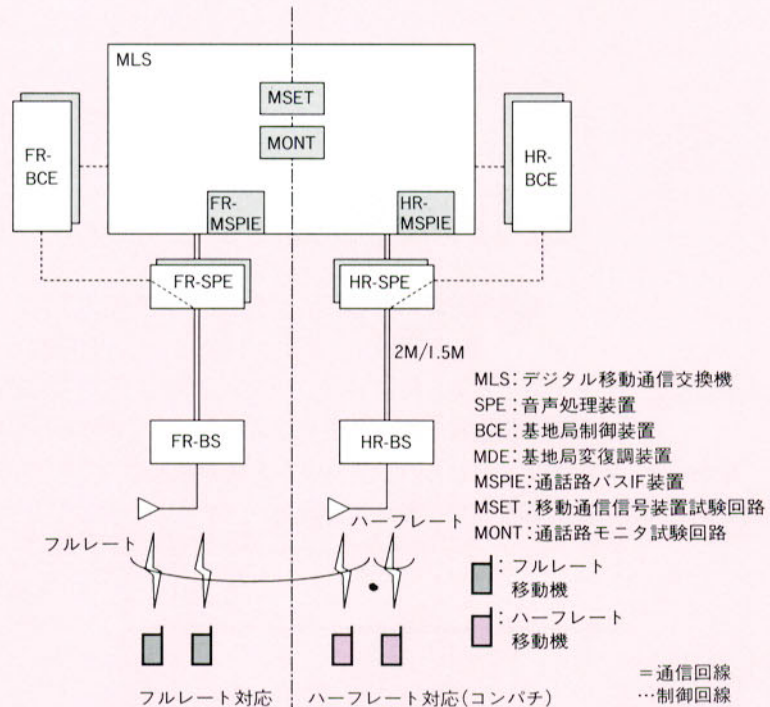 MLS
MSET
MONT
FR-
BCE
HR-
BCE
FR-
MSPIE
HR-
MSPIE
FR-SPE
HR-SPE
2M/1.5M
FR-BS
HR-BS
MLS:デジタル移動通信交換機
SPE:音声処理装置
BCE:基地局制御装置
MDE:基地局変復調装置
MSPIE:通話路バスIF装置
MSET:移動通信信号装置試験回路
MONT:通話路モニタ試験回路
フルレート
ハーフレート
:フルレート
移動機
:ハーフレート
移動機
フルレート対応
ハーフレート対応(コンパチ)
=通信回線
…制御回線